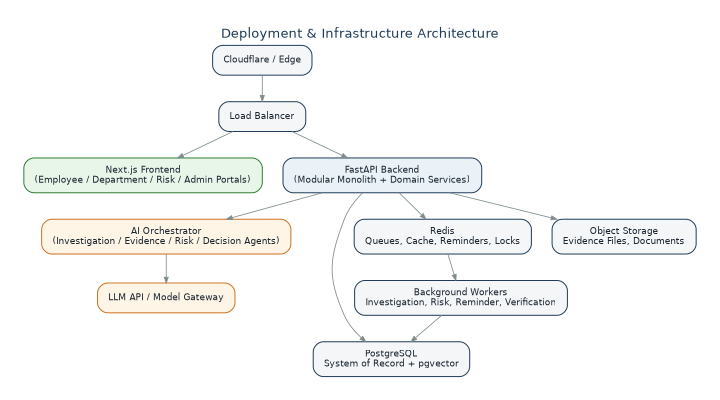 Deployment & Infrastructure Architecture
Cloudflare / Edge
Load Balancer
Next.js Frontend
(Employee / Department / Risk / Admin Portals)
FastAPI Backend
(Modular Monolith + Domain Services)
AI Orchestrator
(Investigation / Evidence / Risk / Decision Agents)
Redis
Queues, Cache, Reminders, Locks
Object Storage
Evidence Files, Documents
LLM API / Model Gateway
Background Workers
Investigation, Risk, Reminder, Verification
PostgreSQL
System of Record + pgvector